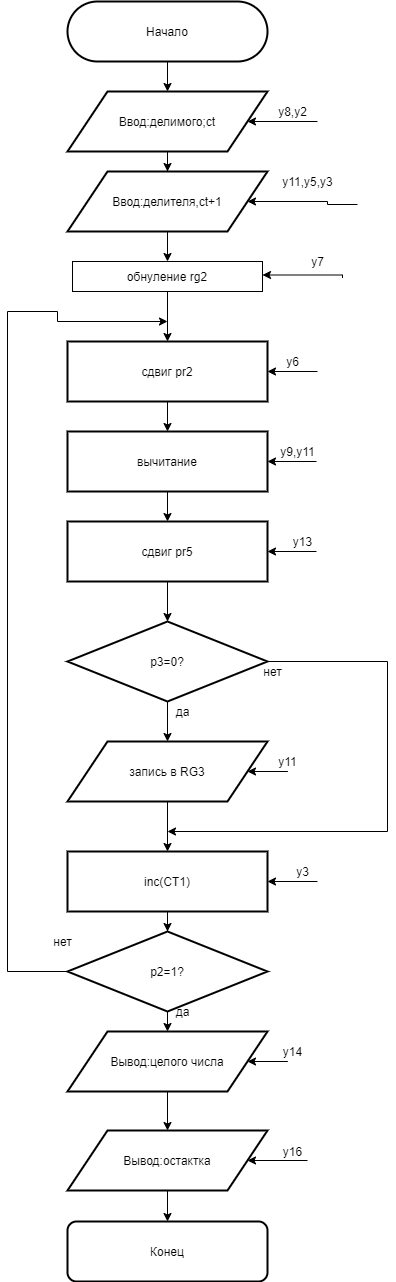 Начало
y8,y2
Ввод:делимого;ct
y11,y5,y3
Ввод:делителя,ct+1
y7
обнуление rg2
y6
сдвиг pr2
y9,y11
вычитание
y13
сдвиг pr5
p3=0?
нет
да
y11
запись в RG3
y3
inc(CT1)
нет
p2=1?
да
y14
Вывод:целого числа
y16
Вывод:остактка
Конец